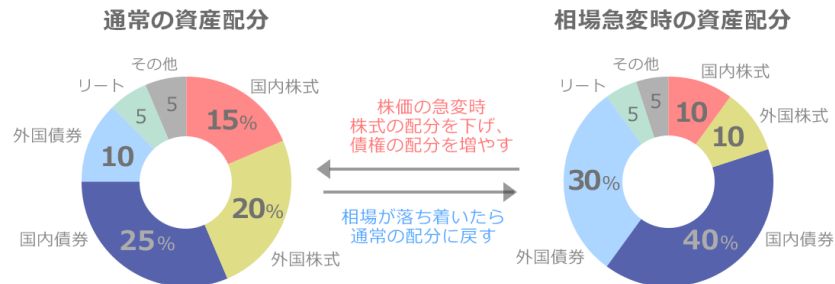 通常の資産配分
その他
リート
国内株式
外国債券
5
5
15%
10
20%
25%
国内債券
外国株式
株価の急変時
株式の配分を下げ、
債権の配分を増やす
相場が落ち着いたら
通常の配分に戻す
相場急変時の資産配分
その他
リート
国内株式
外国株式
5
5
10
10
30%
40%
外国債券
国内債券